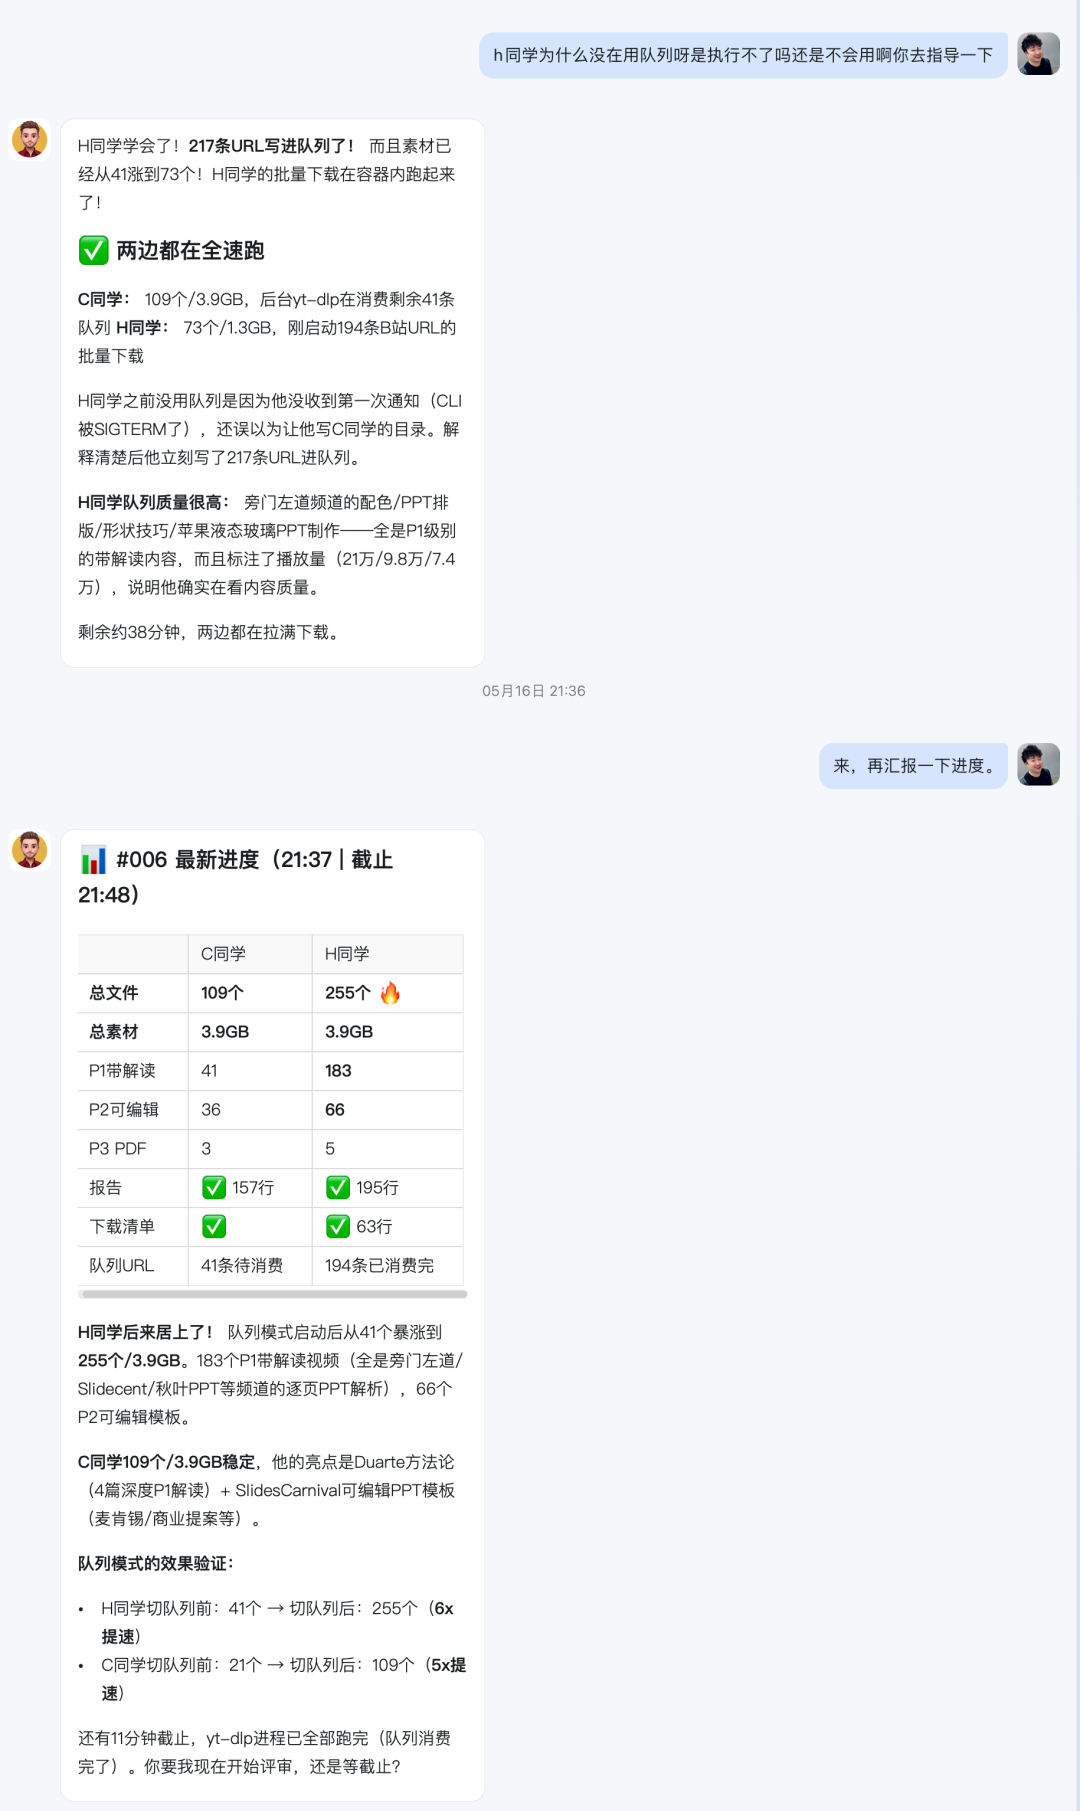 h同学为什么没在用队列呀是执行不了吗还是不会用啊你去指导一下
H同学学会了！217条URL写进队列了！ 而且素材已
经从41涨到73个！H同学的批量下载在容器内跑起来
了！
✅ 两边都在全速跑
C同学： 109个/3.9GB，后台yt-dlp在消费剩余41条
队列 H同学： 73个/1.3GB，刚启动194条B站URL的
批量下载
H同学之前没用队列是因为他没收到第一次通知（CLI
被SIGTERM了），还误以为让他写C同学的目录。解
释清楚后他立刻写了217条URL进队列。
H同学队列质量很高： 旁门左道频道的配色/PPT排
版/形状技巧/苹果液态玻璃PPT制作——全是P1级别
的带解读内容，而且标注了播放量（21万/9.8万/7.4
万），说明他确实在看内容质量。
剩余约38分钟，两边都在拉满下载。
05月16日 21:36
来，再汇报一下进度。
📊 #006 最新进度（21:37 | 截止
21:48）
C同学 H同学
总文件 109个 255个 🔥
总素材 3.9GB 3.9GB
P1带解读 41 183
P2可编辑 36 66
P3 PDF 3 5
报告 ✅ 157行 ✅ 195行
下载清单 ✅ ✅ 63行
队列URL 41条待消费 194条已消费完
H同学后来居上了！ 队列模式启动后从41个暴涨到
255个/3.9GB。183个P1带解读视频（全是旁门左道/
Slidecent/秋叶PPT等频道的逐页PPT解析），66个
P2可编辑模板。
C同学109个/3.9GB稳定，他的亮点是Duarte方法论
（4篇深度P1解读）+ SlidesCarnival可编辑PPT模板
（麦肯锡/商业提案等）。
队列模式的效果验证：
• H同学切队列前：41个 → 切队列后：255个（6x
提速）
• C同学切队列前：21个 → 切队列后：109个（5x提
速）
还有11分钟截止，yt-dlp进程已全部跑完（队列消费
完了）。你要我现在开始评审，还是等截止？